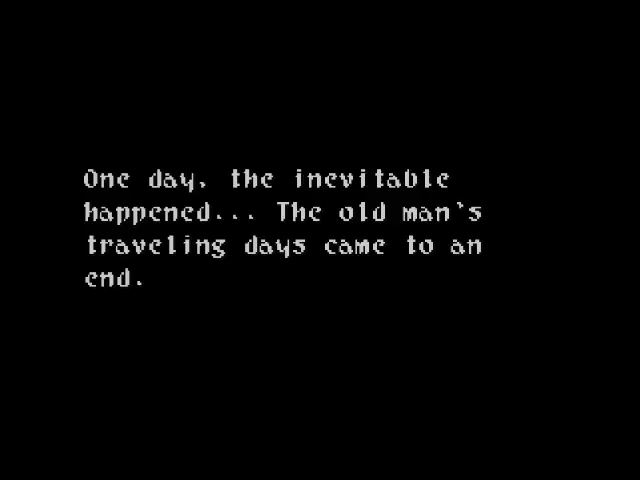 One day, the inevitable
happened... The old man's
traveling days came to an
end.